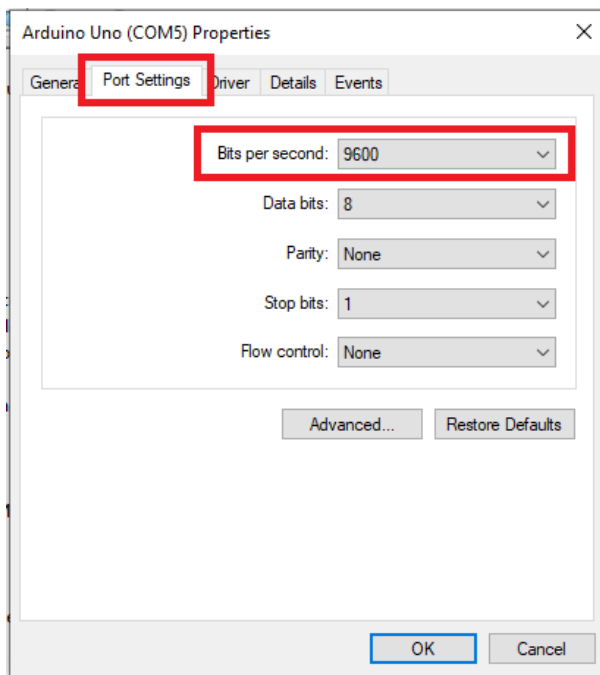 Arduino Uno (COM5) Properties
General Port Settings Driver Details Events
Bits per second: 9600
Data bits: 8
Parity: None
Stop bits: 1
Flow control: None
Advanced... Restore Defaults
OK Cancel